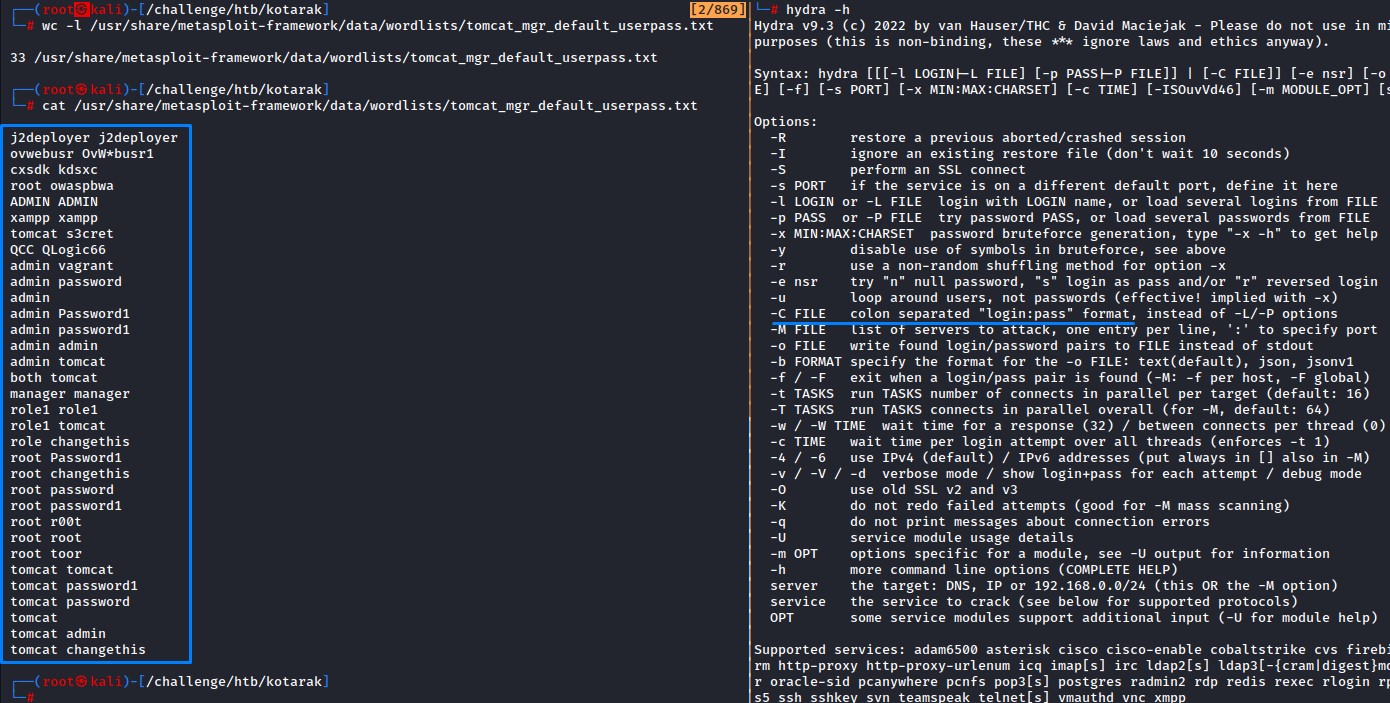 ┌──(root㉿kali)-[/challenge/htb/kotarak]
└─# wc -l /usr/share/metasploit-framework/data/wordlists/tomcat_mgr_default_userpass.txt
33 /usr/share/metasploit-framework/data/wordlists/tomcat_mgr_default_userpass.txt
┌──(root㉿kali)-[/challenge/htb/kotarak]
└─# cat /usr/share/metasploit-framework/data/wordlists/tomcat_mgr_default_userpass.txt
j2deployer j2deployer
ovwebusr OvW*busr1
cxsdk kdsxc
root owaspbwa
ADMIN ADMIN
xampp xampp
tomcat s3cret
QCC QLogic66
admin vagrant
admin password
admin
admin Password1
admin password1
admin admin
admin tomcat
both tomcat
manager manager
role1 role1
role1 tomcat
role changethis
root Password1
root changethis
root password
root password1
root r00t
root root
root toor
tomcat tomcat
tomcat password1
tomcat password
tomcat
tomcat admin
tomcat changethis
┌──(root㉿kali)-[/challenge/htb/kotarak]
└─#
[2/869]
└─# hydra -h
Hydra v9.3 (c) 2022 by van Hauser/THC & David Maciejak - Please do not use in mi
purposes (this is non-binding, these *** ignore laws and ethics anyway).
Syntax: hydra [[[-l LOGIN|-L FILE] [-p PASS|-P FILE]] | [-C FILE]] [-e nsr] [-o
E] [-f] [-s PORT] [-x MIN:MAX:CHARSET] [-c TIME] [-ISOuvVd46] [-m MODULE_OPT] [s
Options:
-R restore a previous aborted/crashed session
-I ignore an existing restore file (don't wait 10 seconds)
-S perform an SSL connect
-s PORT if the service is on a different default port, define it here
-l LOGIN or -L FILE login with LOGIN name, or load several logins from FILE
-p PASS or -P FILE try password PASS, or load several passwords from FILE
-x MIN:MAX:CHARSET password bruteforce generation, type "-x -h" to get help
-y disable use of symbols in bruteforce, see above
-r use a non-random shuffling method for option -x
-e nsr try "n" null password, "s" login as pass and/or "r" reversed login
-u loop around users, not passwords (effective! implied with -x)
-C FILE colon separated "login:pass" format, instead of -L/-P options
-M FILE list of servers to attack, one entry per line, ':' to specify port
-o FILE write found login/password pairs to FILE instead of stdout
-b FORMAT specify the format for the -o FILE: text(default), json, jsonv1
-f / -F exit when a login/pass pair is found (-M: -f per host, -F global)
-t TASKS run TASKS number of connects in parallel per target (default: 16)
-T TASKS run TASKS connects in parallel overall (for -M, default: 64)
-w / -W TIME wait time for a response (32) / between connects per thread (0)
-c TIME wait time per login attempt over all threads (enforces -t 1)
-4 / -6 use IPv4 (default) / IPv6 addresses (put always in [] also in -M)
-v / -V / -d verbose mode / show login+pass for each attempt / debug mode
-O use old SSL v2 and v3
-K do not redo failed attempts (good for -M mass scanning)
-q do not print messages about connection errors
-U service module usage details
-m OPT options specific for a module, see -U output for information
-h more command line options (COMPLETE HELP)
server the target: DNS, IP or 192.168.0.0/24 (this OR the -M option)
service the service to crack (see below for supported protocols)
OPT some service modules support additional input (-U for module help)
Supported services: adam6500 asterisk cisco cisco-enable cobaltstrike cvs firebi
rm http-proxy http-proxy-urlenum icq imap[s] irc ldap2[s] ldap3[-{cram|digest}md
r oracle-sid pcanywhere pcnfs pop3[s] postgres radmin2 rdp redis rexec rlogin rp
s5 ssh sshkey svn teamspeak telnet[s] vmauthd vnc xmpp